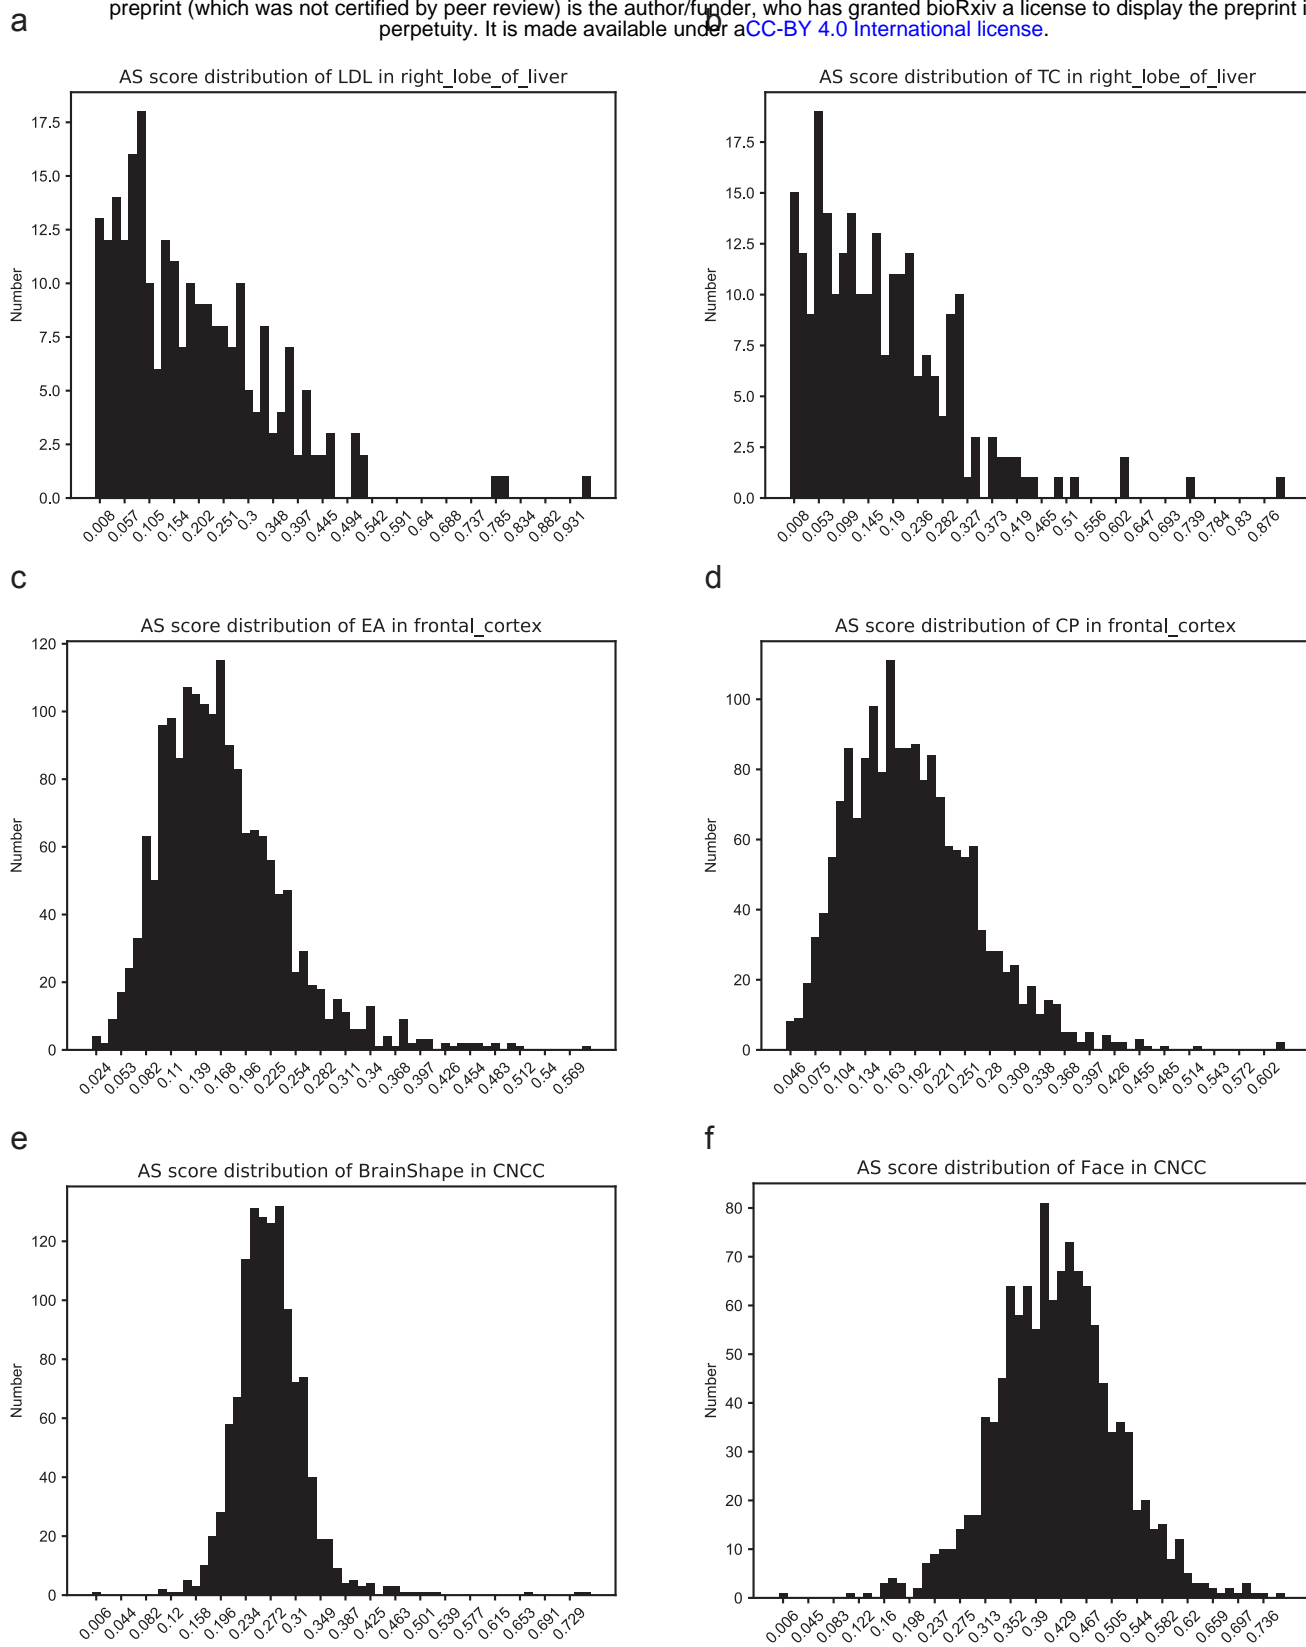 preprint (which was not certified by peer review) is the author/funder, who has granted bioRxiv a license to display the preprint i
perpetuity. It is made available under aCC-BY 4.0 International license.
a
b
AS score distribution of LDL in right_lobe_of_liver
Number
17.5
15.0
12.5
10.0
7.5
5.0
2.5
0.0
0.008 0.057 0.105 0.154 0.202 0.251 0.3 0.348 0.397 0.445 0.494 0.542 0.591 0.64 0.688 0.737 0.785 0.834 0.882 0.931
AS score distribution of TC in right_lobe_of_liver
Number
17.5
15.0
12.5
10.0
7.5
5.0
2.5
0.0
0.008 0.053 0.099 0.145 0.19 0.236 0.282 0.327 0.373 0.419 0.465 0.51 0.556 0.602 0.647 0.693 0.739 0.784 0.83 0.876
c
AS score distribution of EA in frontal_cortex
Number
120
100
80
60
40
20
0
0.024 0.053 0.082 0.11 0.139 0.168 0.196 0.225 0.254 0.282 0.311 0.34 0.368 0.397 0.426 0.454 0.483 0.512 0.54 0.569
d
AS score distribution of CP in frontal_cortex
Number
100
80
60
40
20
0
0.046 0.075 0.104 0.134 0.163 0.192 0.221 0.251 0.28 0.309 0.338 0.368 0.397 0.426 0.455 0.485 0.514 0.543 0.572 0.602
e
AS score distribution of BrainShape in CNCC
Number
120
100
80
60
40
20
0
0.006 0.044 0.082 0.12 0.158 0.196 0.234 0.272 0.31 0.349 0.387 0.425 0.463 0.501 0.539 0.577 0.615 0.653 0.691 0.729
f
AS score distribution of Face in CNCC
Number
80
70
60
50
40
30
20
10
0
0.006 0.045 0.083 0.122 0.16 0.198 0.237 0.275 0.313 0.352 0.39 0.429 0.467 0.505 0.544 0.582 0.62 0.659 0.697 0.736